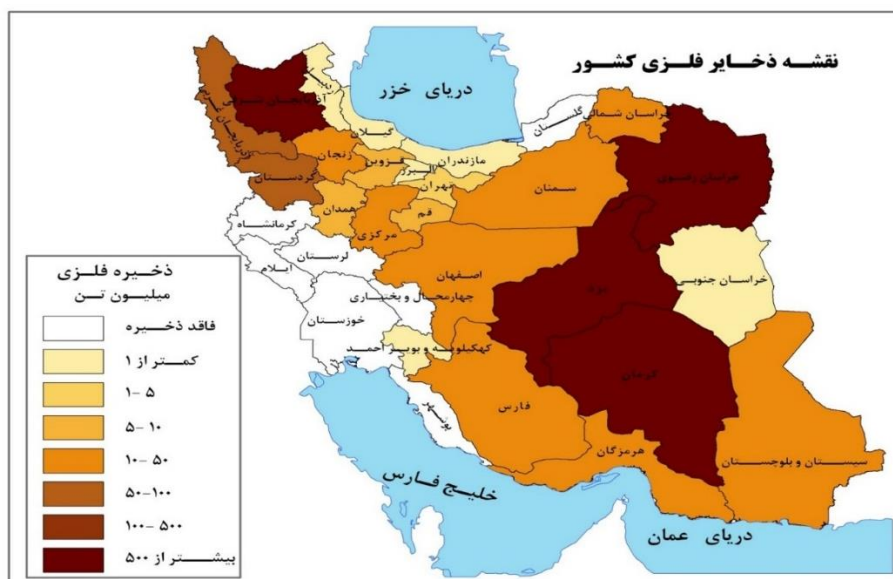 نقشه ذخایر فلزی کشور
دریای خزر
گلستان
خراسان شمالی
آذربایجان شرقی
گیلان
مازندران
خراسان رضوی
زنجان
قزوین
البرز
سمنان
تهران
کردستان
همدان
قم
کرمانشاه
مرکزی
لرستان
اصفهان
ایلام
خراسان جنوبی
یزد
چهارمحال و بختیاری
خوزستان
کهکیلویه و بویر احمد
کرمان
فارس
بوشهر
هرمزگان
سیستان و بلوچستان
خلیج فارس
دریای عمان
ذخیره فلزی
میلیون تن
فاقد ذخیره
کمتر از ۱
۱-۵
۵-۱۰
۱۰-۵۰
۵۰-۱۰۰
۱۰۰-۵۰۰
بیشتر از ۵۰۰